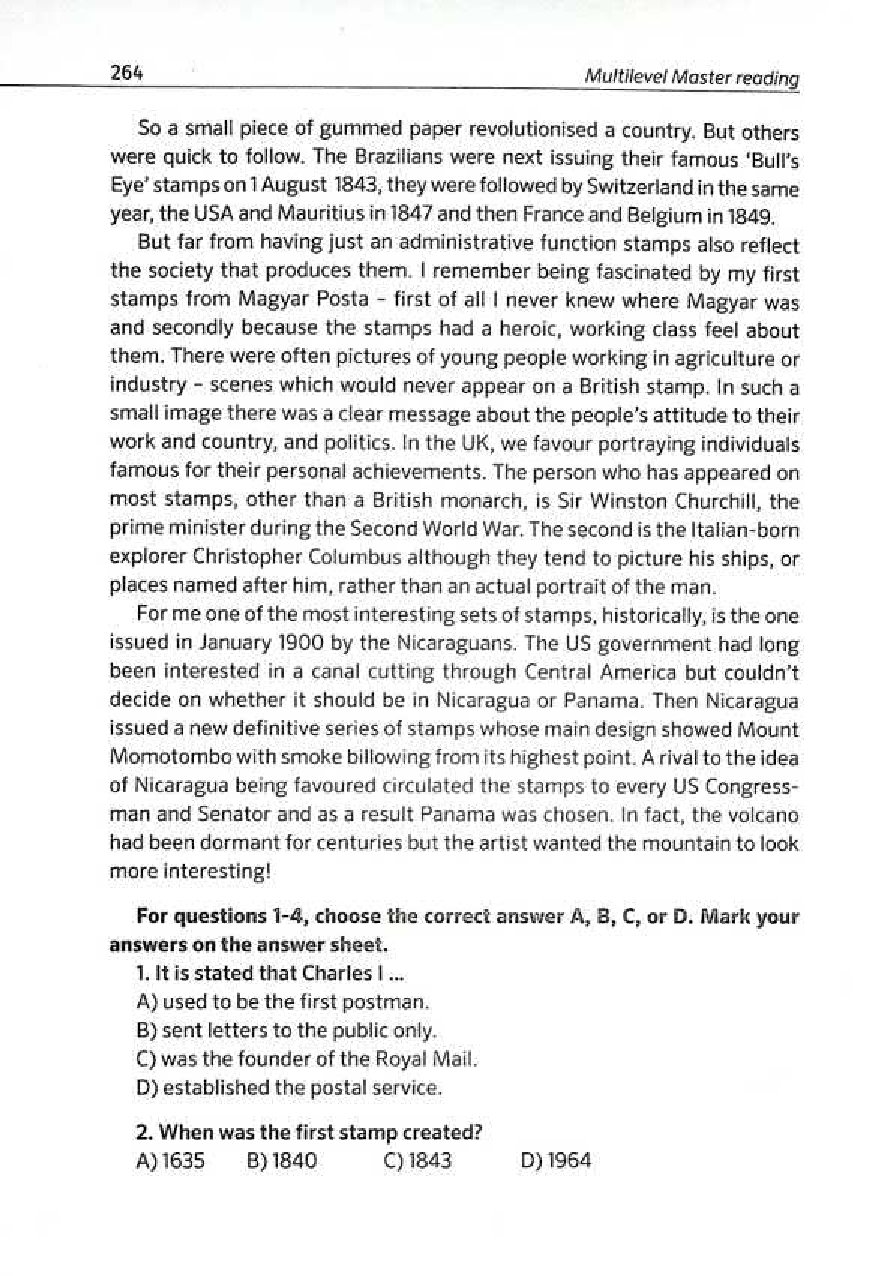 264
Multilevel Master reading
So a small piece of gummed paper revolutionised a country. But others
were quick to follow. The Brazilians were next issuing their famous 'Bull's
Eye' stamps on 1 August 1843, they were followed by Switzerland in the same
year, the USA and Mauritius in 1847 and then France and Belgium in 1849.
But far from having just an administrative function stamps also reflect
the society that produces them. I remember being fascinated by my first
stamps from Magyar Posta - first of all I never knew where Magyar was
and secondly because the stamps had a heroic, working class feel about
them. There were often pictures of young people working in agriculture or
industry - scenes which would never appear on a British stamp. In such a
small image there was a clear message about the people's attitude to their
work and country, and politics. In the UK, we favour portraying individuals
famous for their personal achievements. The person who has appeared on
most stamps, other than a British monarch, is Sir Winston Churchill, the
prime minister during the Second World War. The second is the Italian-born
explorer Christopher Columbus although they tend to picture his ships, or
places named after him, rather than an actual portrait of the man.
For me one of the most interesting sets of stamps, historically, is the one
issued in January 1900 by the Nicaraguans. The US government had long
been interested in a canal cutting through Central America but couldn't
decide on whether it should be in Nicaragua or Panama. Then Nicaragua
issued a new definitive series of stamps whose main design showed Mount
Momotombo with smoke billowing from its highest point. A rival to the idea
of Nicaragua being favoured circulated the stamps to every US Congress-
man and Senator and as a result Panama was chosen. In fact, the volcano
had been dormant for centuries but the artist wanted the mountain to look
more interesting!
For questions 1-4, choose the correct answer A, B, C, or D. Mark your
answers on the answer sheet.
1. It is stated that Charles I ...
A) used to be the first postman.
B) sent letters to the public only.
C) was the founder of the Royal Mail.
D) established the postal service.
2. When was the first stamp created?
A) 1635 B) 1840 C) 1843 D) 1964